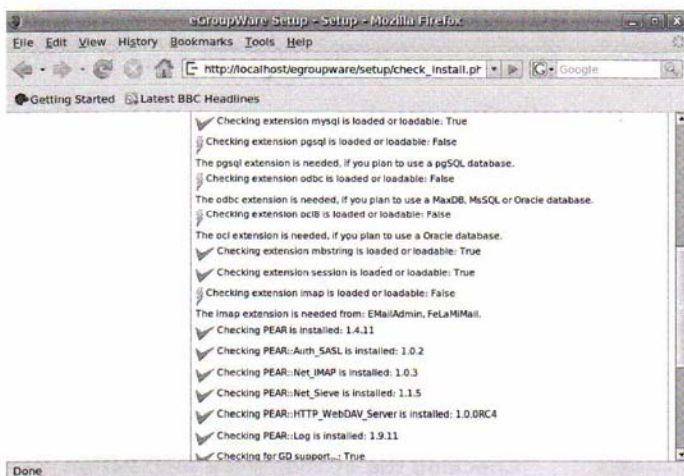 eGroupWare Setup - Setup - Mozilla Firefox
File Edit View History Bookmarks Tools Help
http://localhost/egroupware/setup/check_install.ph
Google
Getting Started Latest BBC Headlines
Checking extension mysql is loaded or loadable: True
Checking extension pgsql is loaded or loadable: False
The pgsql extension is needed, if you plan to use a pgSQL database.
Checking extension odbc is loaded or loadable: False
The odbc extension is needed, if you plan to use a MaxDB, MsSQL or Oracle database.
Checking extension oci8 is loaded or loadable: False
The oci extension is needed, if you plan to use a Oracle database.
Checking extension mbstring is loaded or loadable: True
Checking extension session is loaded or loadable: True
Checking extension imap is loaded or loadable: False
The imap extension is needed from: EMailAdmin, FeLaMiMail.
Checking PEAR is installed: 1.4.11
Checking PEAR::Auth_SASL is installed: 1.0.2
Checking PEAR::Net_IMAP is installed: 1.0.3
Checking PEAR::Net_Sieve is installed: 1.1.5
Checking PEAR::HTTP_WebDAV_Server is installed: 1.0.0RC4
Checking PEAR::Log is installed: 1.9.11
Checking for GD support...: True
Done